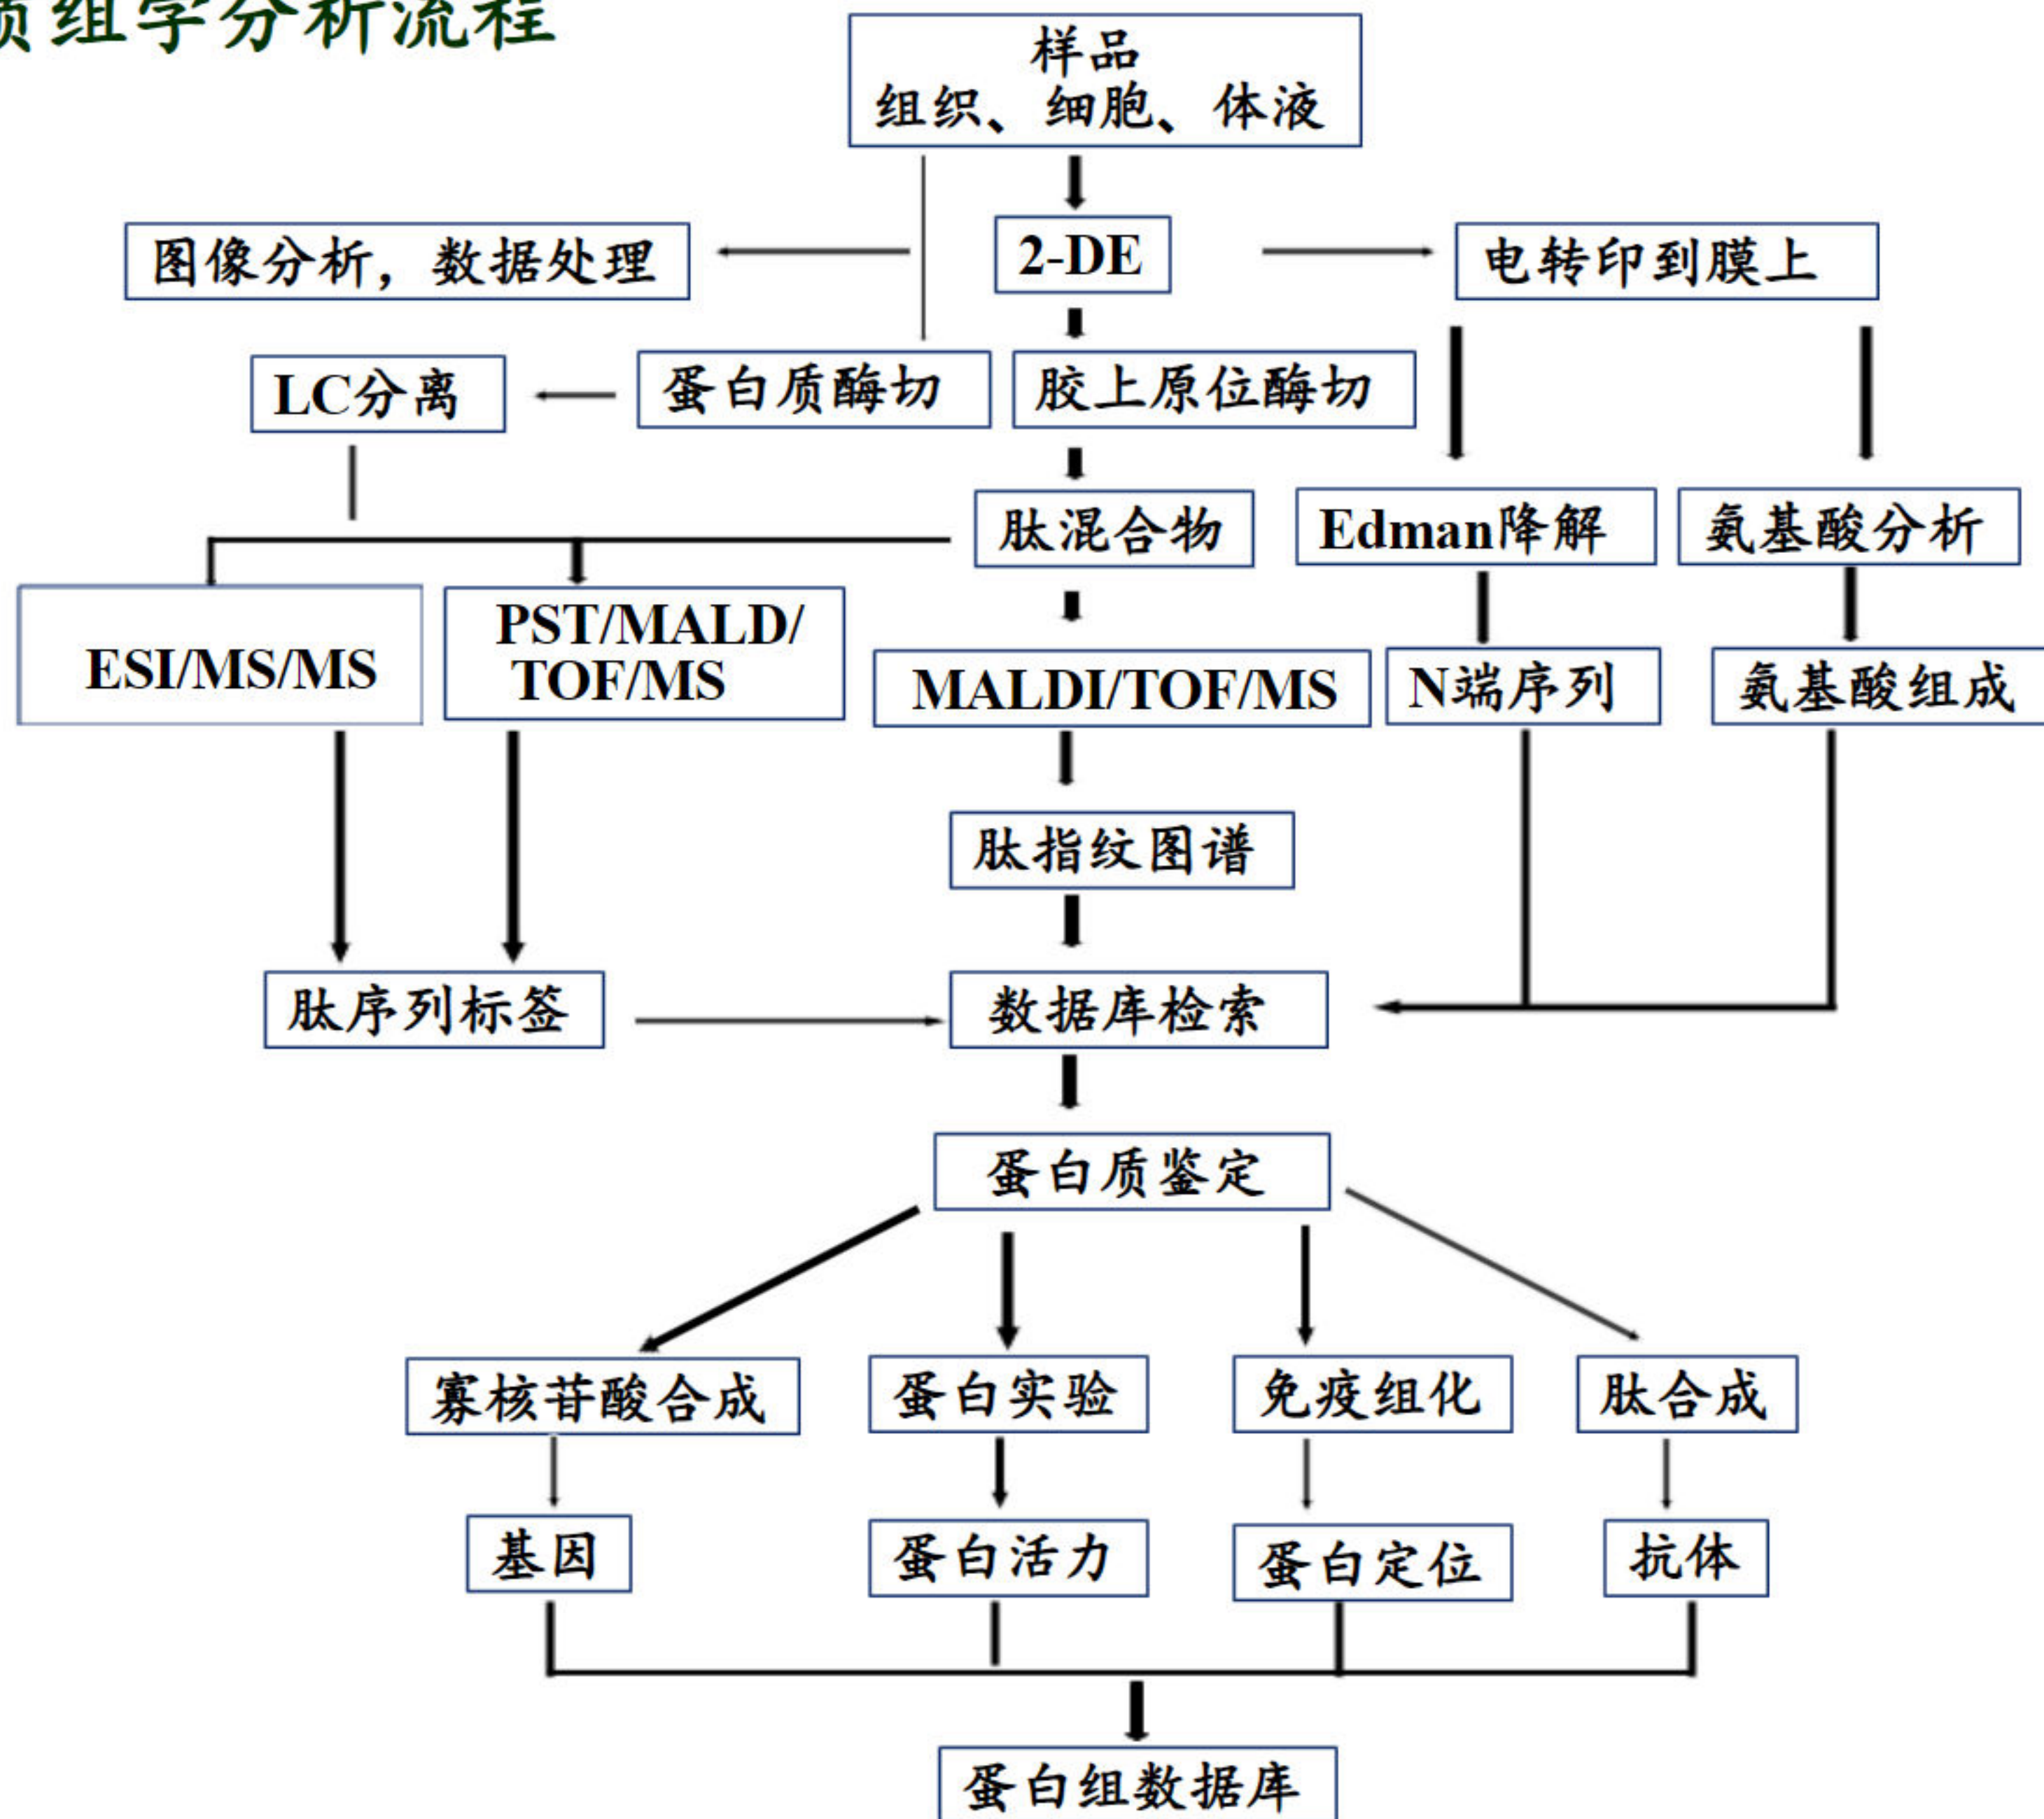 质组学分析流程
样品
组织、细胞、体液
图像分析，数据处理
2-DE
电转印到膜上
LC分离
蛋白质酶切
胶上原位酶切
肽混合物
Edman降解
氨基酸分析
ESI/MS/MS
PST/MALD/
TOF/MS
MALDI/TOF/MS
N端序列
氨基酸组成
肽指纹图谱
肽序列标签
数据库检索
蛋白质鉴定
寡核苷酸合成
蛋白实验
免疫组化
肽合成
基因
蛋白活力
蛋白定位
抗体
蛋白组数据库